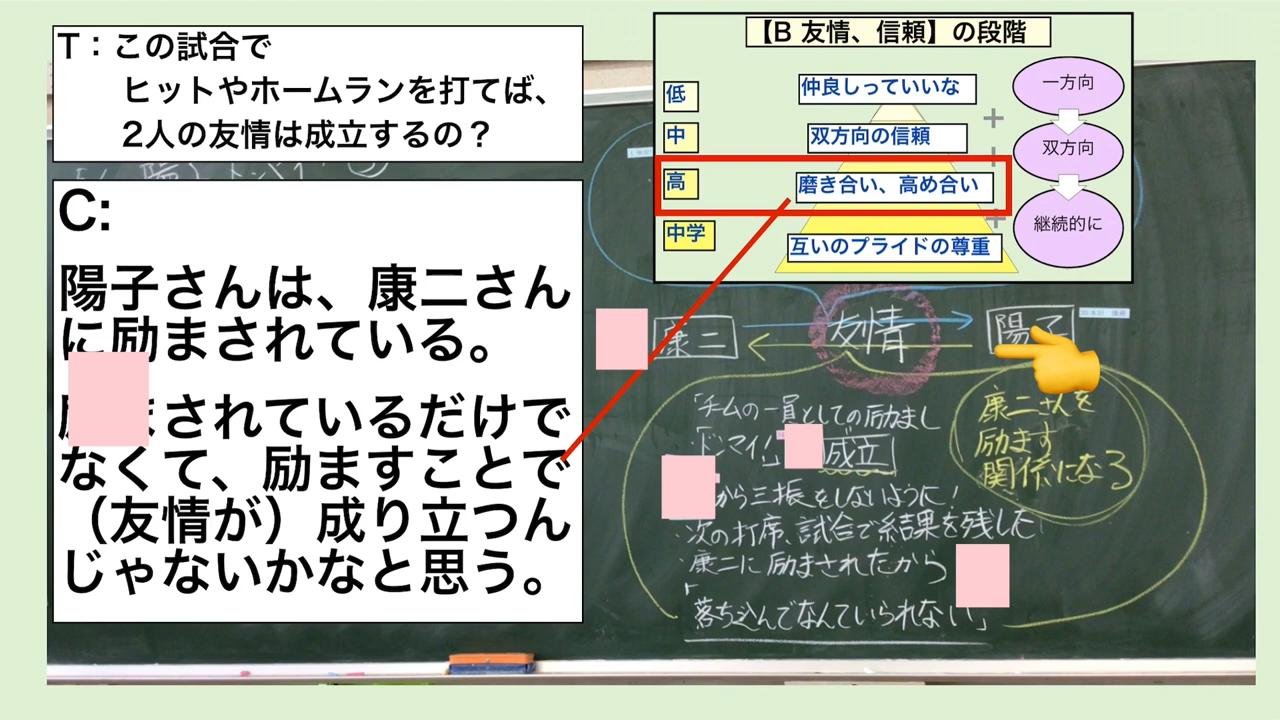 T：この試合で
ヒットやホームランを打てば、
2人の友情は成立するの？
C:
陽子さんは、康二さん
に励まされている。
まされているだけで
なくて、励ますことで
（友情が）成り立つん
じゃないかなと思う。
【B 友情、信頼】の段階
低 仲良しっていいな 一方向
中 双方向の信頼 双方向
高 磨き合い、高め合い 継続的に
中学 互いのプライドの尊重
康二 友情 陽子
「チームの一員としての励まし
・「ドンマイ!」 成立
から三振をしないように!
・次の打席、試合で結果を残した
・康二に励まされたから
「落ち込んでなんていられない」
康二さんを
励ます
関係になる